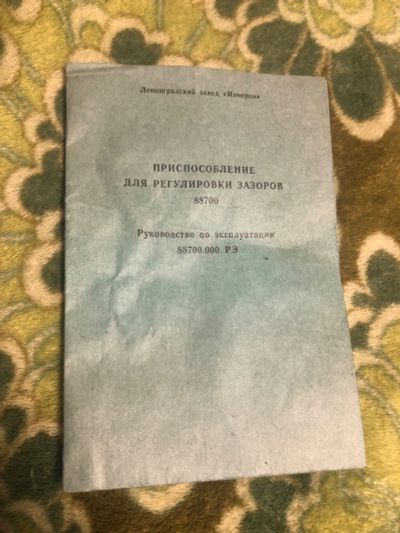 Ленинградский завод «Измерон»
ПРИСПОСОБЛЕНИЕ
ДЛЯ РЕГУЛИРОВКИ ЗАЗОРОВ
88700
Руководство по эксплуатации
88700.000 РЭ